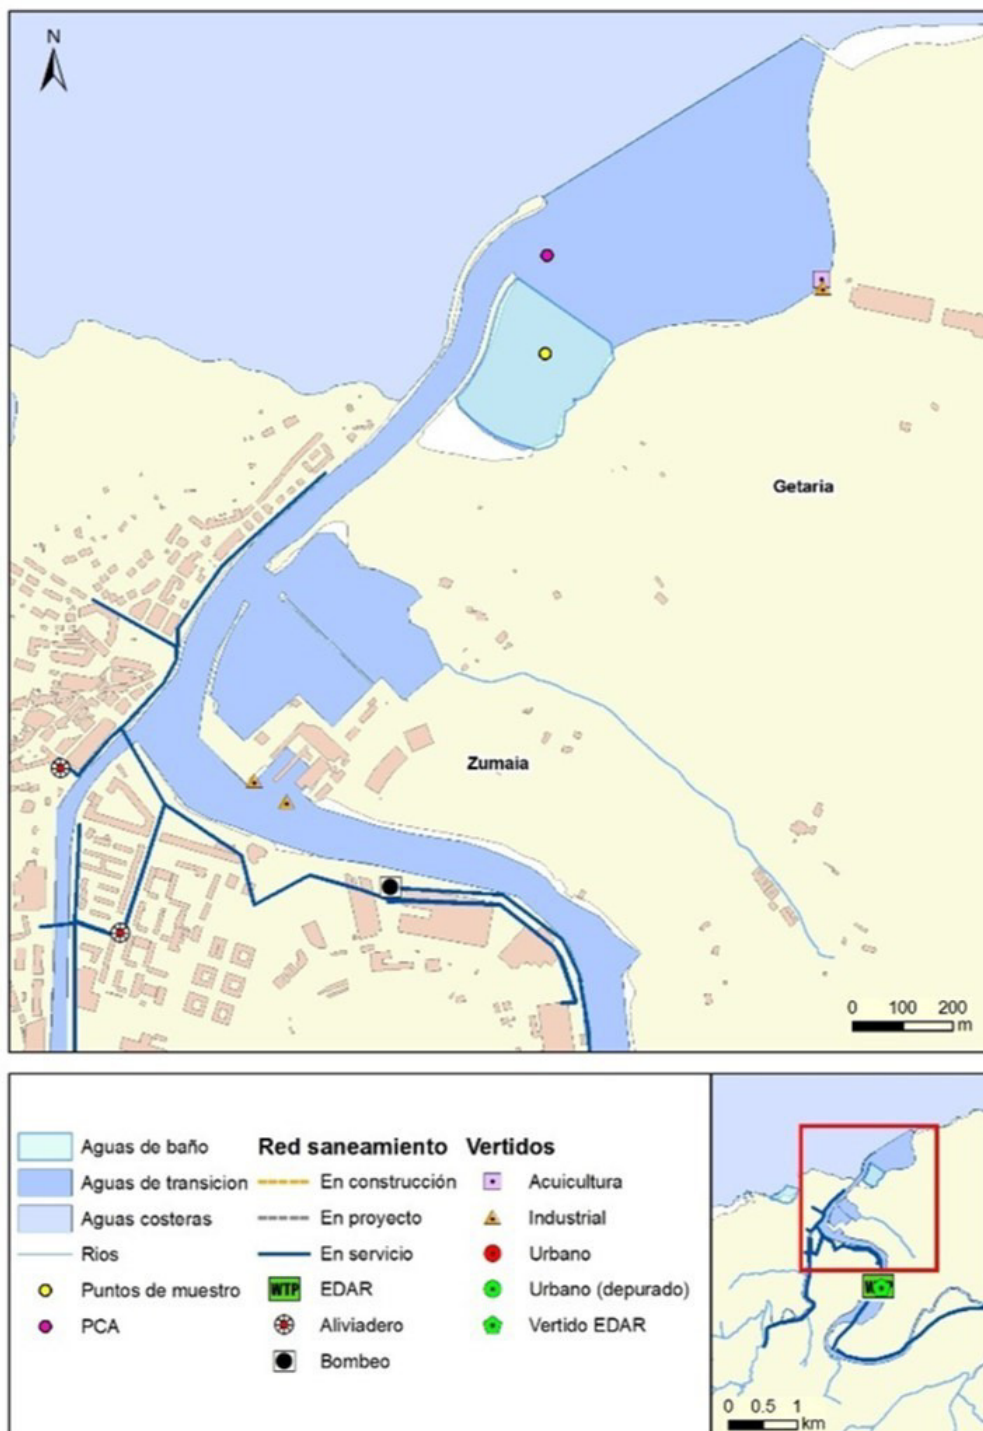 N
Getaria
Zumaia
0 100 200
m
Aguas de baño
Aguas de transicion
Aguas costeras
Rios
Puntos de muestro
PCA
Red saneamiento
En construcción
En proyecto
En servicio
WTP EDAR
Aliviadero
Bombeo
Vertidos
Acuicultura
Industrial
Urbano
Urbano (depurado)
Vertido EDAR
0 0.5 1
km